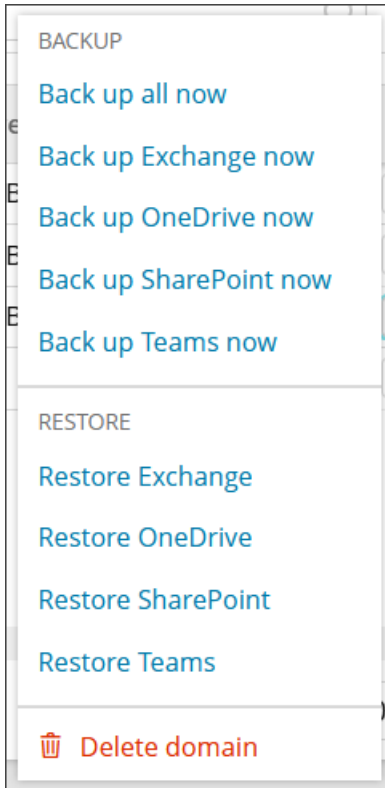 BACKUP
Back up all now
Back up Exchange now
Back up OneDrive now
Back up SharePoint now
Back up Teams now
RESTORE
Restore Exchange
Restore OneDrive
Restore SharePoint
Restore Teams
Delete domain